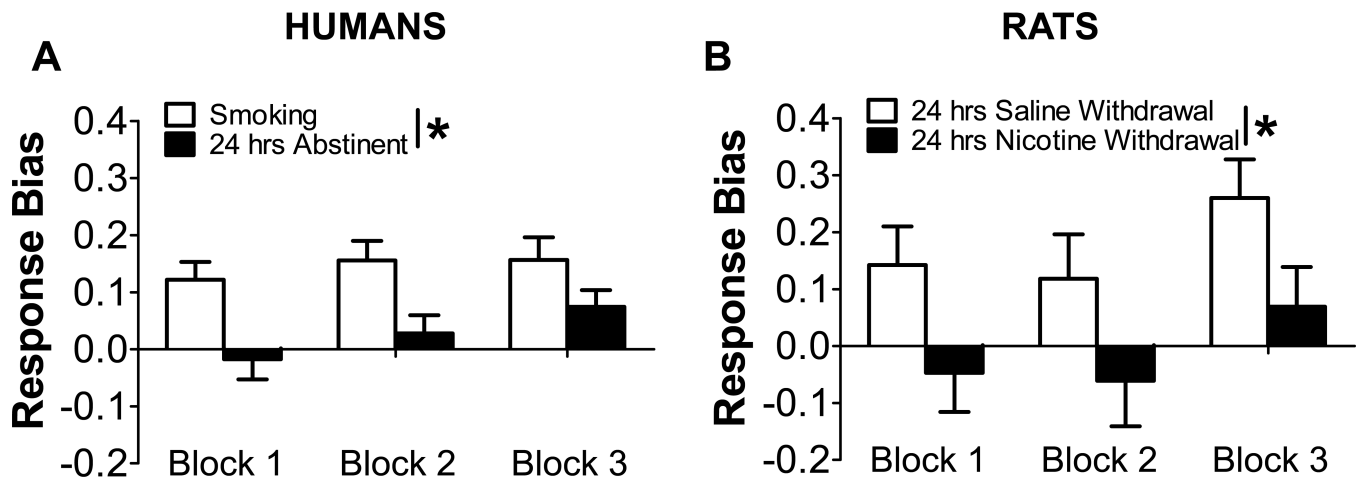 HUMANS
A
Smoking
24 hrs Abstinent
*
Response Bias
0.4
0.3
0.2
0.1
0.0
-0.1
-0.2
Block 1
Block 2
Block 3
RATS
B
24 hrs Saline Withdrawal
24 hrs Nicotine Withdrawal
*
Response Bias
0.4
0.3
0.2
0.1
0.0
-0.1
-0.2
Block 1
Block 2
Block 3